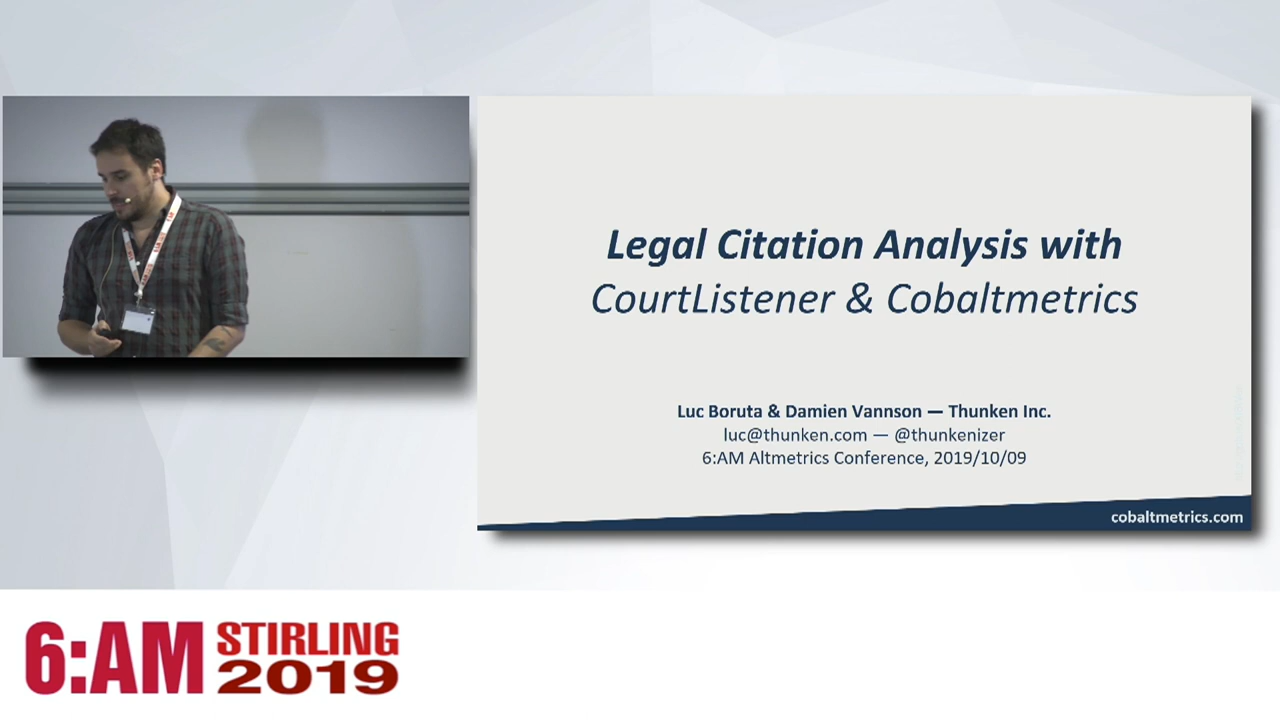 Legal Citation Analysis with
CourtListener & Cobaltmetrics
Luc Boruta & Damien Vannson — Thunken Inc.
luc@thunken.com — @thunkenizer
6:AM Altmetrics Conference, 2019/10/09
cobaltmetrics.com
6:AM STIRLING
2019